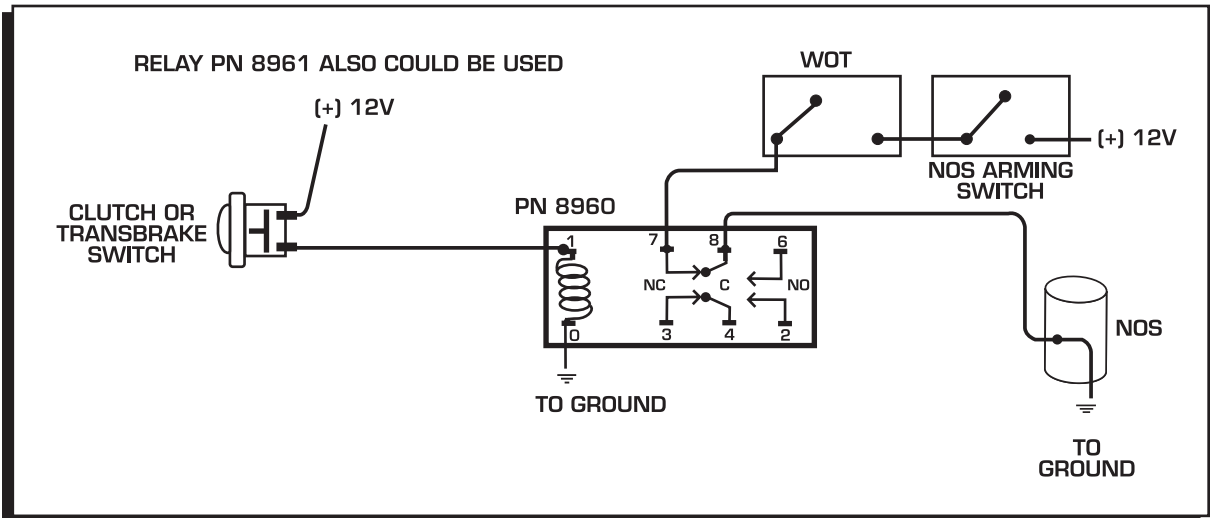 RELAY PN 8961 ALSO COULD BE USED
(+) 12V
WOT
(+) 12V
NOS ARMING
SWITCH
CLUTCH OR
TRANSBRAKE
SWITCH
PN 8960
1
7
8
6
NC
C
NO
0
3
4
2
TO GROUND
NOS
TO
GROUND